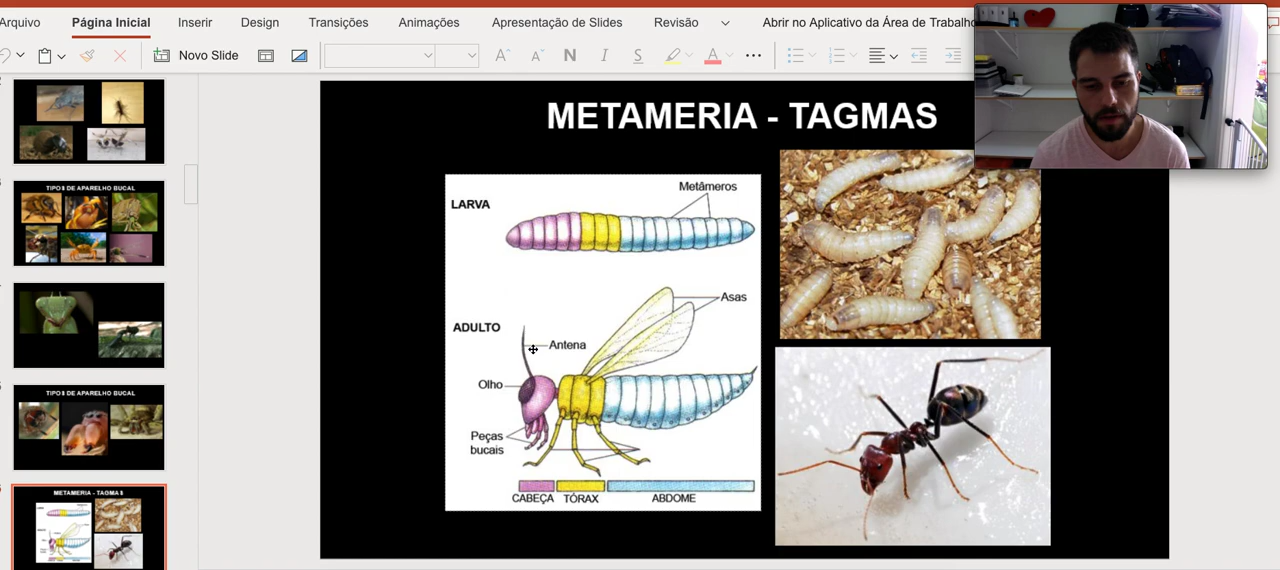 Arquivo Página Inicial Inserir Design Transições Animações Apresentação de Slides Revisão Abrir no Aplicativo da Área de Trabalho
Novo Slide
N I S A
TIPOS DE APARELHO BUCAL
TIPOS DE APARELHO BUCAL
METAMERIA - TAGMAS
METAMERIA - TAGMAS
Metâmeros
LARVA
Asas
ADULTO
Antena
Olho
Peças
bucais
CABEÇA TÓRAX ABDOME